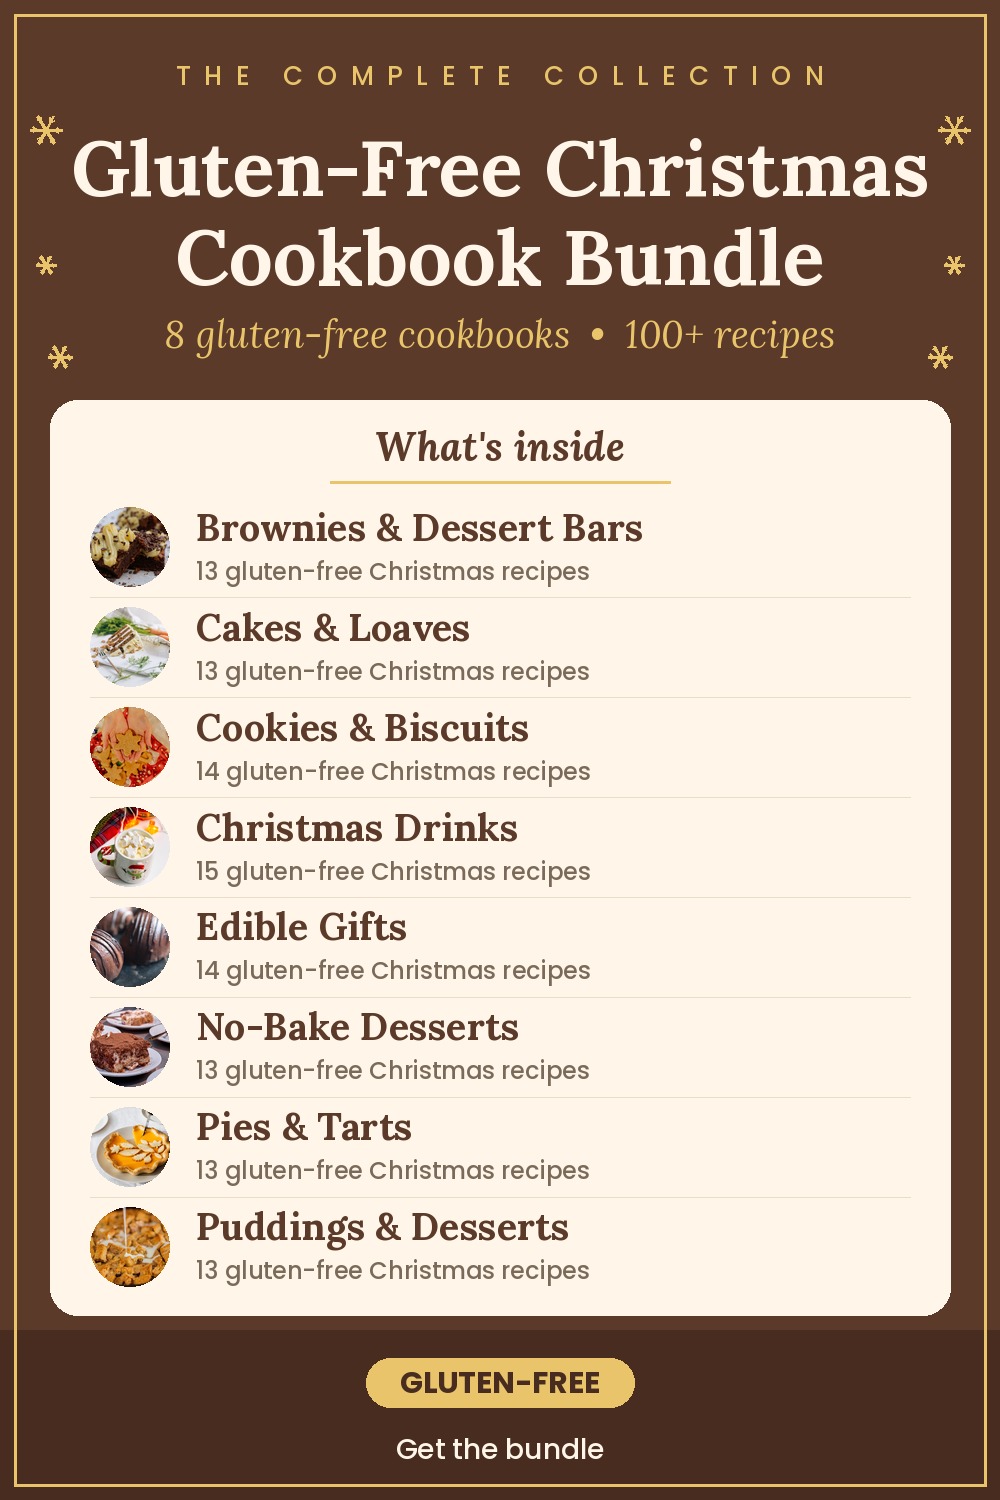 THE COMPLETE COLLECTION
Gluten-Free Christmas
Cookbook Bundle
8 gluten-free cookbooks • 100+ recipes
What's inside
Brownies & Dessert Bars
13 gluten-free Christmas recipes
Cakes & Loaves
13 gluten-free Christmas recipes
Cookies & Biscuits
14 gluten-free Christmas recipes
Christmas Drinks
15 gluten-free Christmas recipes
Edible Gifts
14 gluten-free Christmas recipes
No-Bake Desserts
13 gluten-free Christmas recipes
Pies & Tarts
13 gluten-free Christmas recipes
Puddings & Desserts
13 gluten-free Christmas recipes
GLUTEN-FREE
Get the bundle